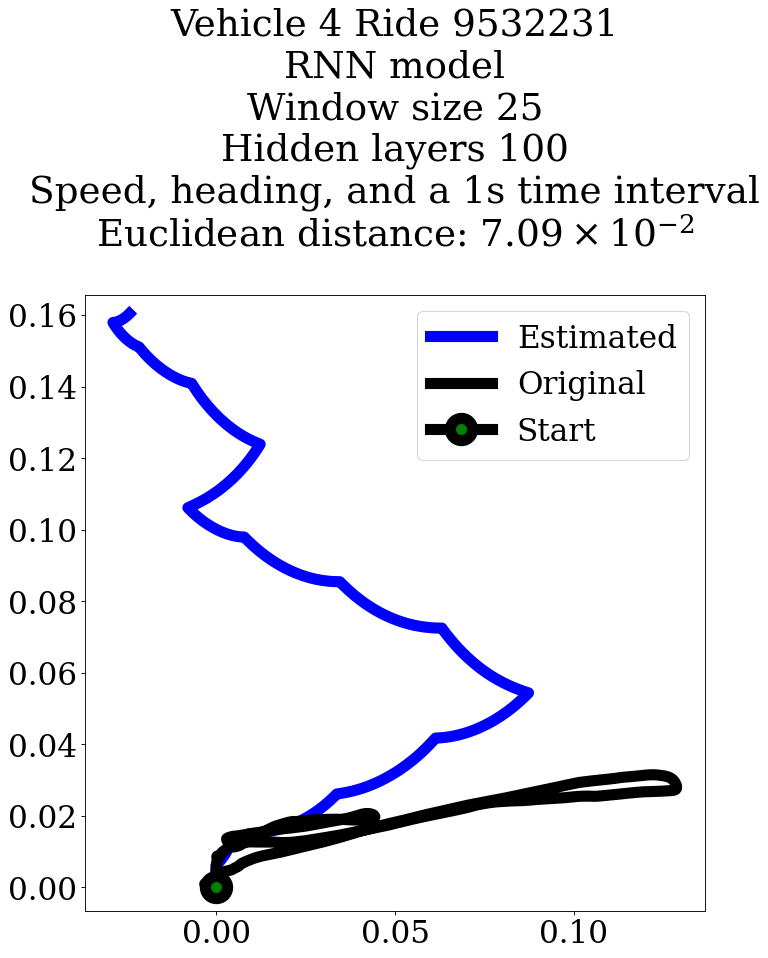 Vehicle 4 Ride 9532231
RNN model
Window size 25
Hidden layers 100
Speed, heading, and a 1s time interval
Euclidean distance: 7.09 × 10⁻²
0.16
0.14
0.12
0.10
0.08
0.06
0.04
0.02
0.00
Estimated
Original
Start
0.00 0.05 0.10